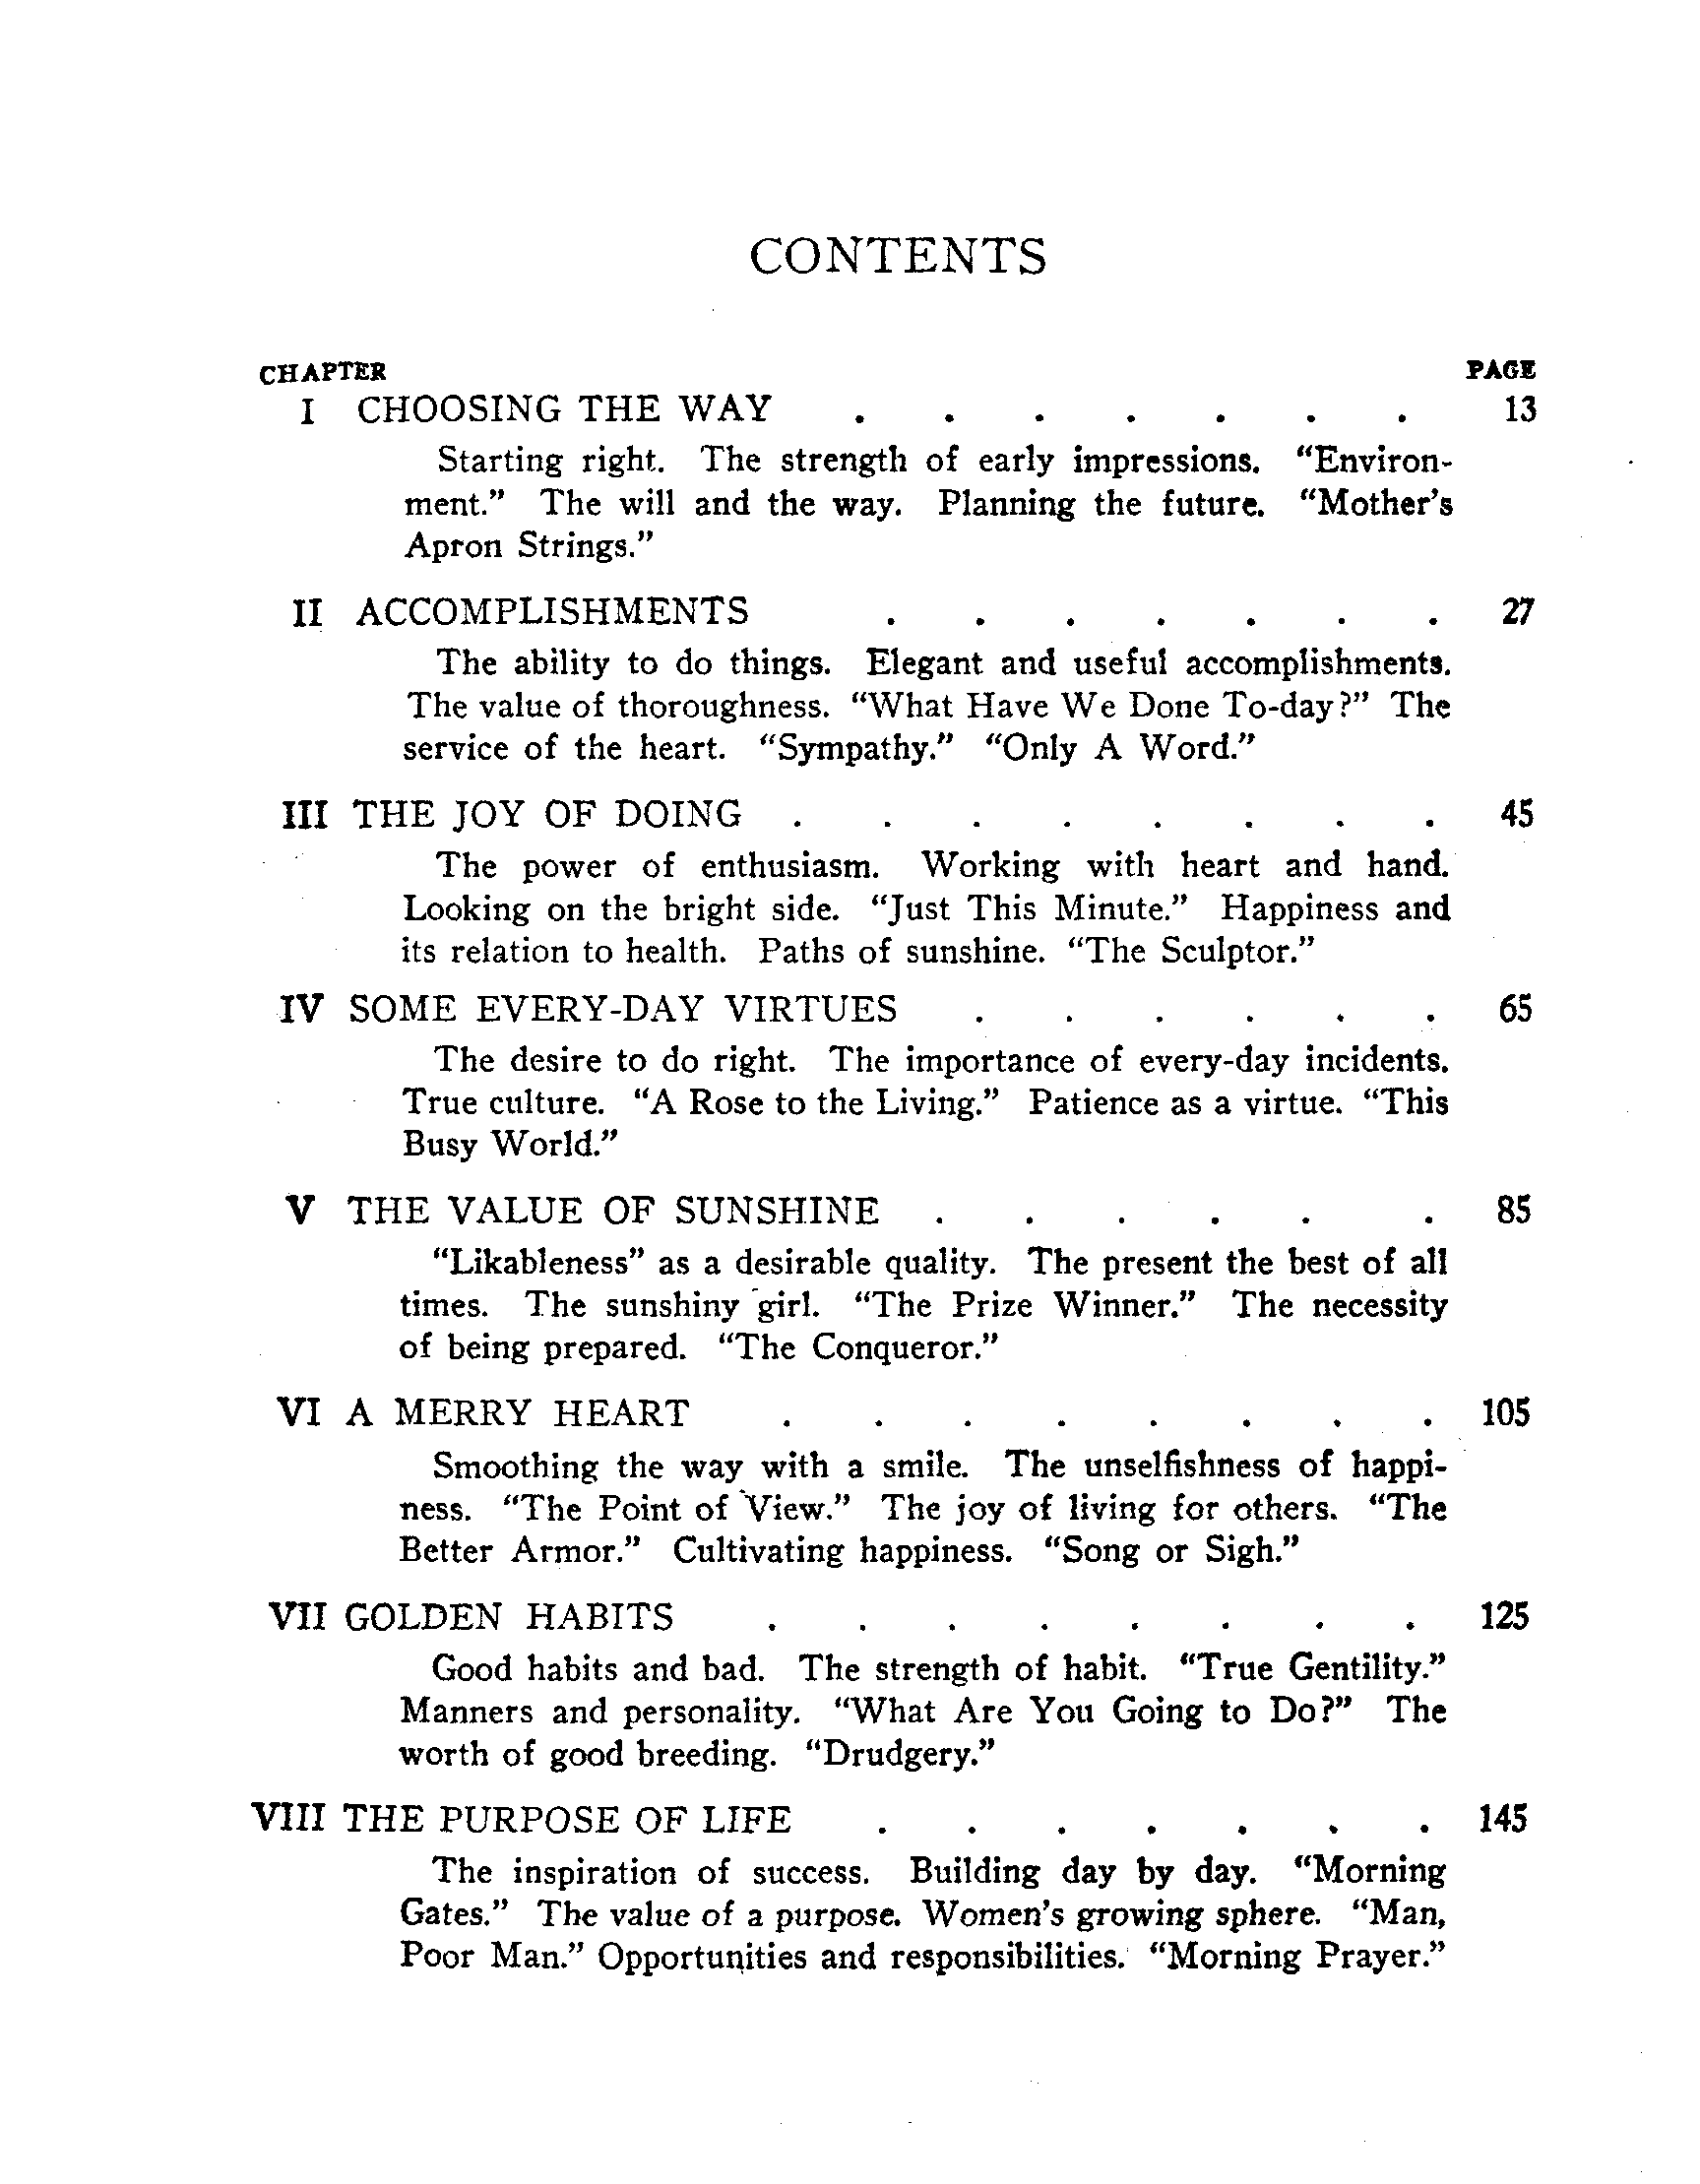 CONTENTS
CHAPTER PAGE
I CHOOSING THE WAY . . . . . . . 13
Starting right. The strength of early impressions. “Environ-
ment.” The will and the way. Planning the future. “Mother’s
Apron Strings.”
II ACCOMPLISHMENTS . . . . . . . 27
The ability to do things. Elegant and useful accomplishments.
The value of thoroughness. “What Have We Done To-day?” The
service of the heart. “Sympathy.” “Only A Word.”
III THE JOY OF DOING . . . . . . . . 45
The power of enthusiasm. Working with heart and hand.
Looking on the bright side. “Just This Minute.” Happiness and
its relation to health. Paths of sunshine. “The Sculptor.”
IV SOME EVERY-DAY VIRTUES . . . . . . 65
The desire to do right. The importance of every-day incidents.
True culture. “A Rose to the Living.” Patience as a virtue. “This
Busy World.”
V THE VALUE OF SUNSHINE . . . . . . 85
“Likableness” as a desirable quality. The present the best of all
times. The sunshiny girl. “The Prize Winner.” The necessity
of being prepared. “The Conqueror.”
VI A MERRY HEART . . . . . . . . 105
Smoothing the way with a smile. The unselfishness of happi-
ness. “The Point of View.” The joy of living for others. “The
Better Armor.” Cultivating happiness. “Song or Sigh.”
VII GOLDEN HABITS . . . . . . . . 125
Good habits and bad. The strength of habit. “True Gentility.”
Manners and personality. “What Are You Going to Do?” The
worth of good breeding. “Drudgery.”
VIII THE PURPOSE OF LIFE . . . . . . . 145
The inspiration of success. Building day by day. “Morning
Gates.” The value of a purpose. Women's growing sphere. “Man,
Poor Man.” Opportunities and responsibilities. “Morning Prayer.”